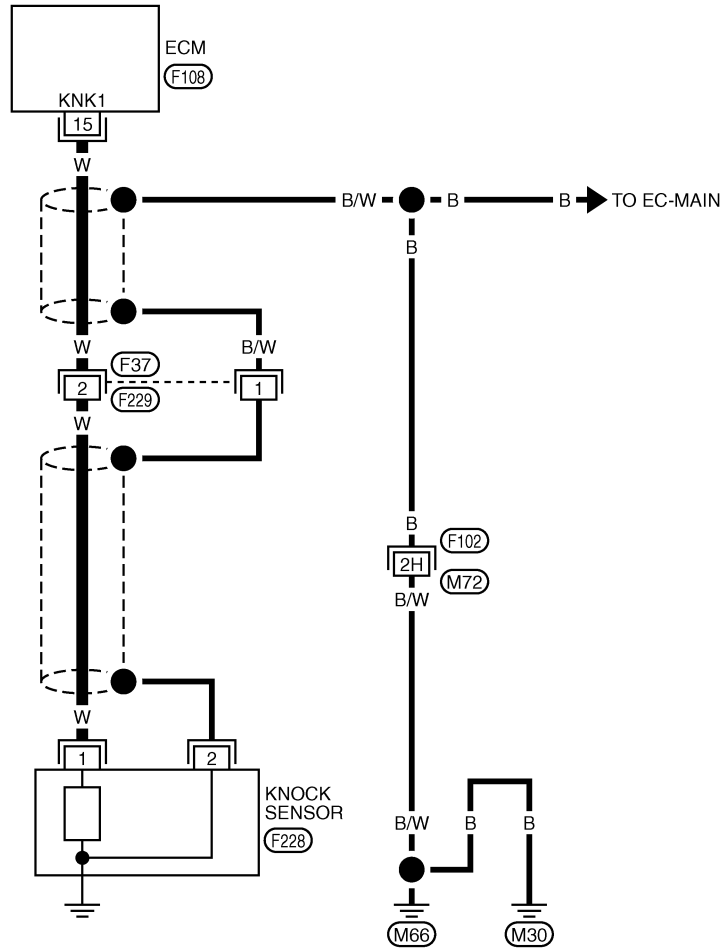 ECM
F108
KNK1
15
W
B/W
B
B
TO EC-MAIN
B
W
B/W
F37
2
1
F229
W
B
F102
2H
M72
B/W
W
1
2
KNOCK
SENSOR
F228
B/W
B
B
M66
M30